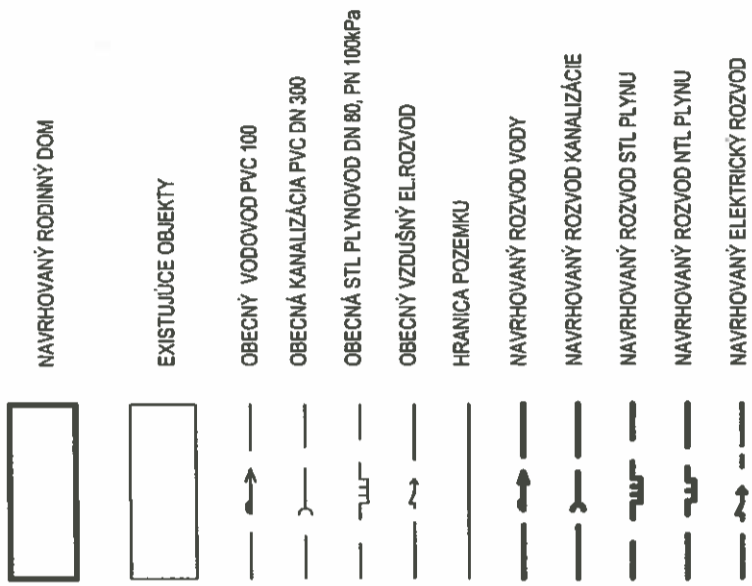 NAVRHOVANÝ RODINNÝ DOM
EXISTUJÚCE OBJEKTY
OBECNÝ VODOVOD PVC 100
OBECNÁ KANALIZÁCIA PVC DN 300
OBECNÁ STL PLYNOVOD DN 80, PN 100kPa
OBECNÝ VZDUŠNÝ EL.ROZVOD
HRANICA POZEMKU
NAVRHOVANÝ ROZVOD VODY
NAVRHOVANÝ ROZVOD KANALIZÁCIE
NAVRHOVANÝ ROZVOD STL PLYNU
NAVRHOVANÝ ROZVOD NTL PLYNU
NAVRHOVANÝ ELEKTRICKÝ ROZVOD